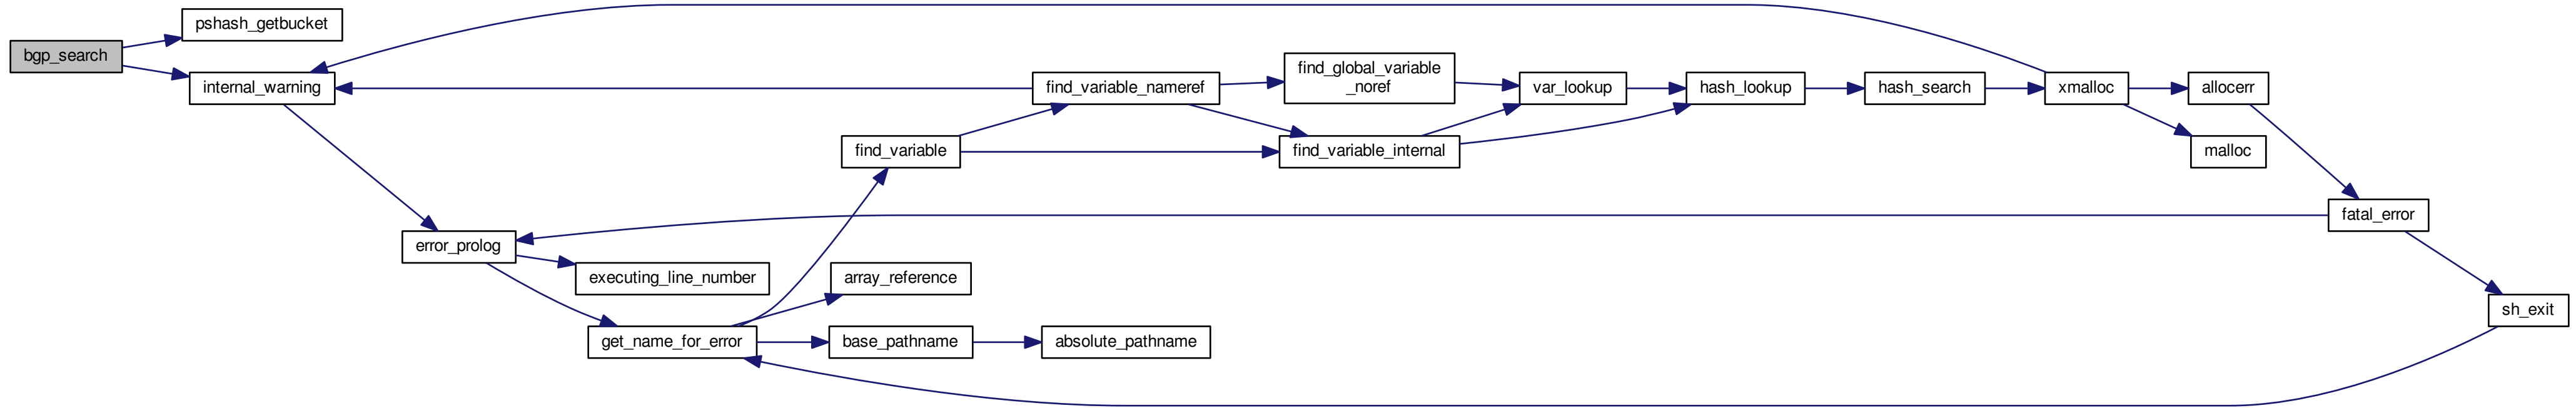 pshash_getbucket
bgp_search
internal_warning
find_variable_nameref
find_global_variable
_noref
var_lookup
hash_lookup
hash_search
xmalloc
allocerr
find_variable
find_variable_internal
malloc
fatal_error
error_prolog
executing_line_number
array_reference
sh_exit
get_name_for_error
base_pathname
absolute_pathname